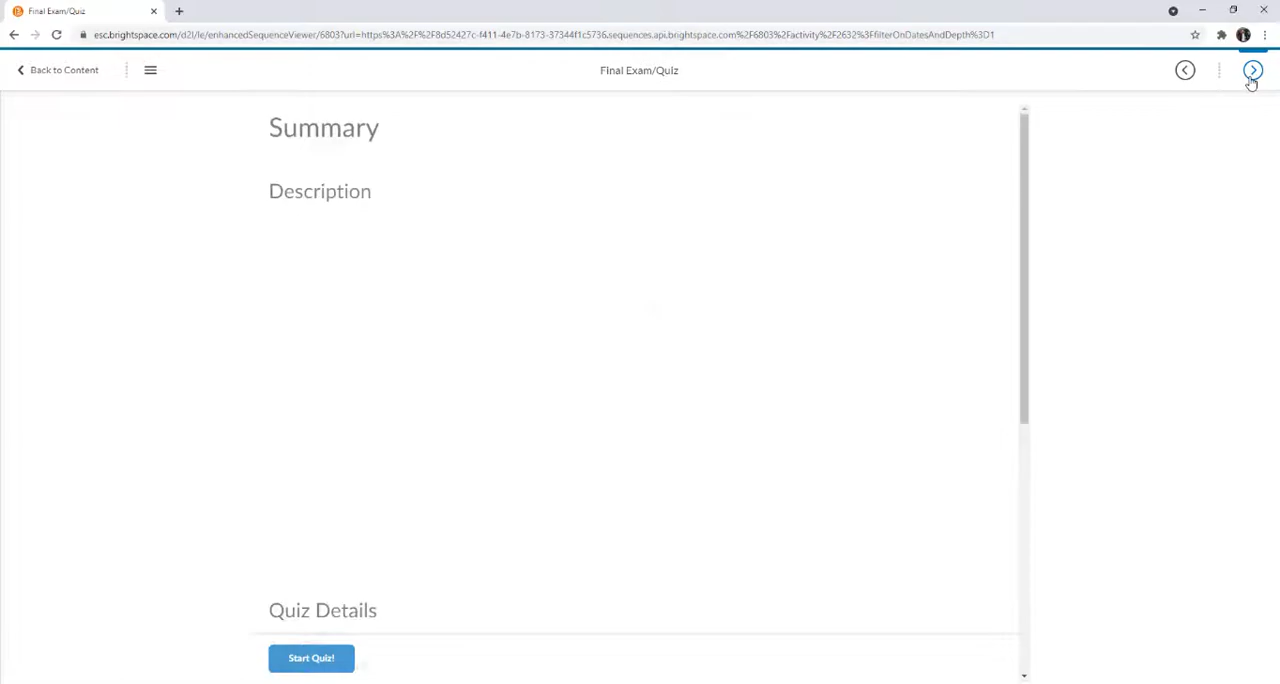 Final Exam/Quiz
esc.brightspace.com/d2l/le/enhancedSequenceViewer/6803?url=https%3A%2F%2F8d52427c-f411-4e7b-8173-37344f1c5736.sequences.api.brightspace.com%2F6803%2Factivity%2F2632%3FfilterOnDatesAndDepth%3D1
Back to Content
Final Exam/Quiz
Summary
Description
Quiz Details
Start Quiz!